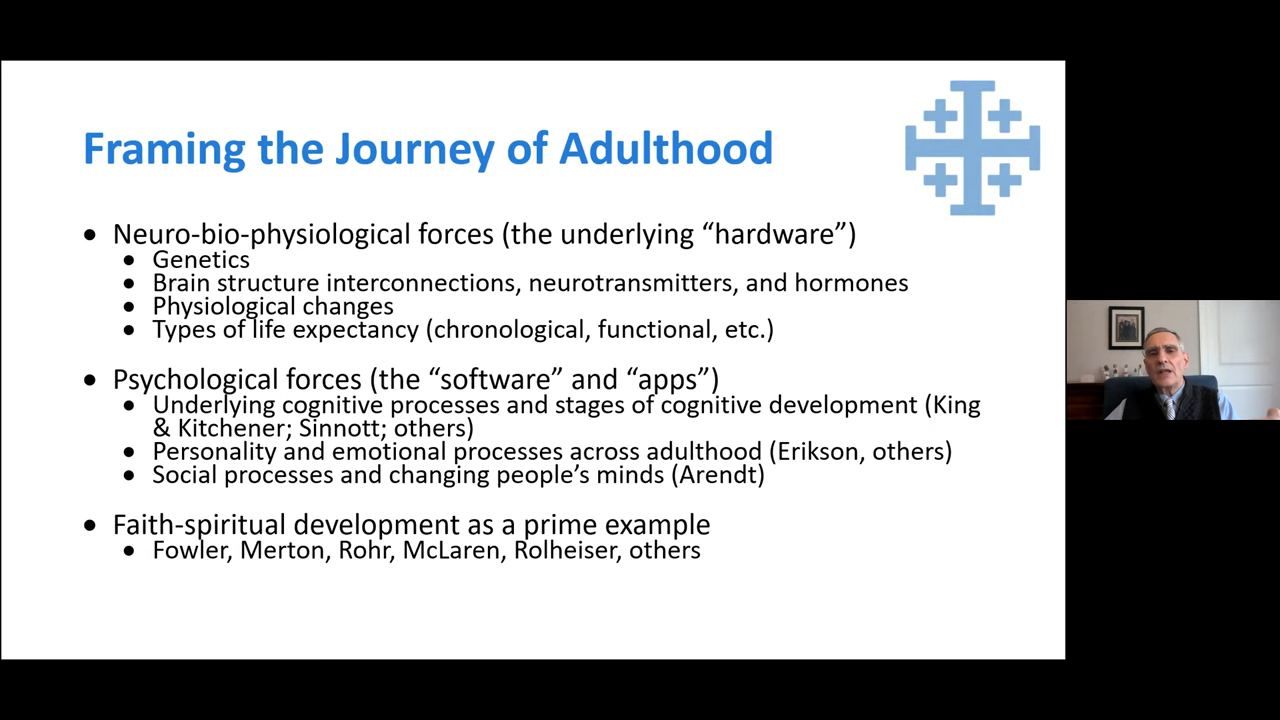 Framing the Journey of Adulthood
• Neuro-bio-physiological forces (the underlying “hardware”)
• Genetics
• Brain structure interconnections, neurotransmitters, and hormones
• Physiological changes
• Types of life expectancy (chronological, functional, etc.)
• Psychological forces (the “software” and “apps”)
• Underlying cognitive processes and stages of cognitive development (King
& Kitchener; Sinnott; others)
• Personality and emotional processes across adulthood (Erikson, others)
• Social processes and changing people’s minds (Arendt)
• Faith-spiritual development as a prime example
• Fowler, Merton, Rohr, McLaren, Rolheiser, others